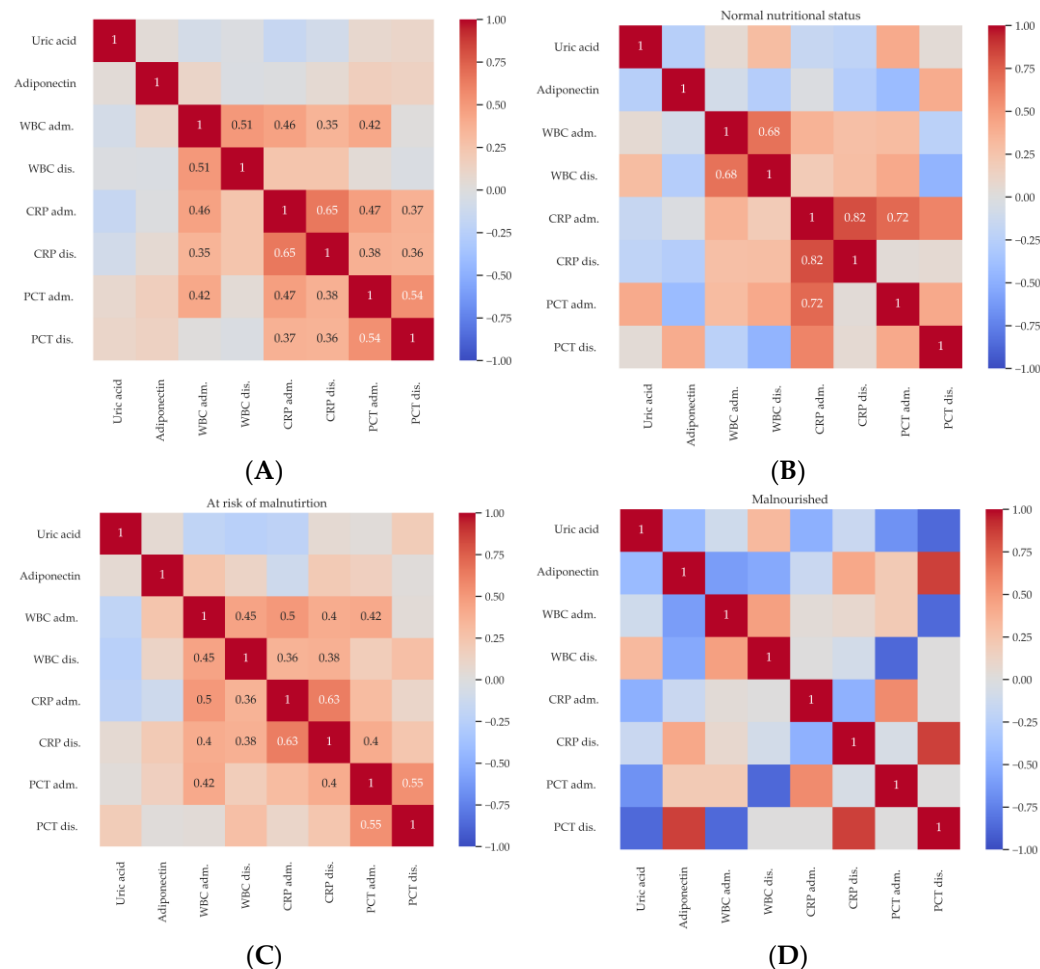 Uric acid 1
Adiponectin 1
WBC adm. 1 0.51 0.46 0.35 0.42
WBC dis. 0.51 1
CRP adm. 0.46 1 0.65 0.47 0.37
CRP dis. 0.35 0.65 1 0.38 0.36
PCT adm. 0.42 0.47 0.38 1 0.54
PCT dis. 0.37 0.36 0.54 1
Uric acid Adiponectin WBC adm. WBC dis. CRP adm. CRP dis. PCT adm. PCT dis.
1.00
0.75
0.50
0.25
0.00
−0.25
−0.50
−0.75
−1.00
(A)
Normal nutritional status
Uric acid 1
Adiponectin 1
WBC adm. 1 0.68
WBC dis. 0.68 1
CRP adm. 1 0.82 0.72
CRP dis. 0.82 1
PCT adm. 0.72 1
PCT dis. 1
Uric acid Adiponectin WBC adm. WBC dis. CRP adm. CRP dis. PCT adm. PCT dis.
1.00
0.75
0.50
0.25
0.00
−0.25
−0.50
−0.75
−1.00
(B)
At risk of malnutirtion
Uric acid 1
Adiponectin 1
WBC adm. 1 0.45 0.5 0.4 0.42
WBC dis. 0.45 1 0.36 0.38
CRP adm. 0.5 0.36 1 0.63
CRP dis. 0.4 0.38 0.63 1 0.4
PCT adm. 0.42 0.4 1 0.55
PCT dis. 0.55 1
Uric acid Adiponectin WBC adm. WBC dis. CRP adm. CRP dis. PCT adm. PCT dis.
1.00
0.75
0.50
0.25
0.00
−0.25
−0.50
−0.75
−1.00
(C)
Malnourished
Uric acid 1
Adiponectin 1
WBC adm. 1
WBC dis. 1
CRP adm. 1
CRP dis. 1
PCT adm. 1
PCT dis. 1
Uric acid Adiponectin WBC adm. WBC dis. CRP adm. CRP dis. PCT adm. PCT dis.
1.00
0.75
0.50
0.25
0.00
−0.25
−0.50
−0.75
−1.00
(D)